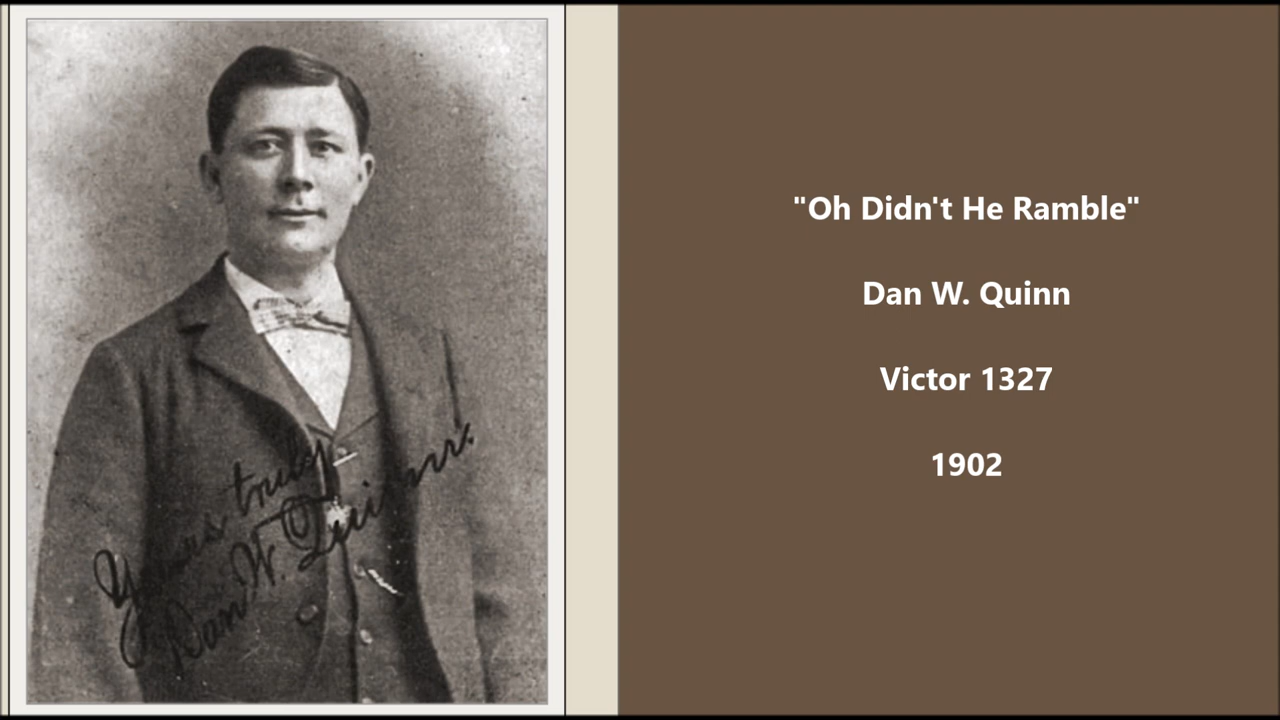 Yours truly
Dan W. Quinn.
"Oh Didn't He Ramble"
Dan W. Quinn
Victor 1327
1902